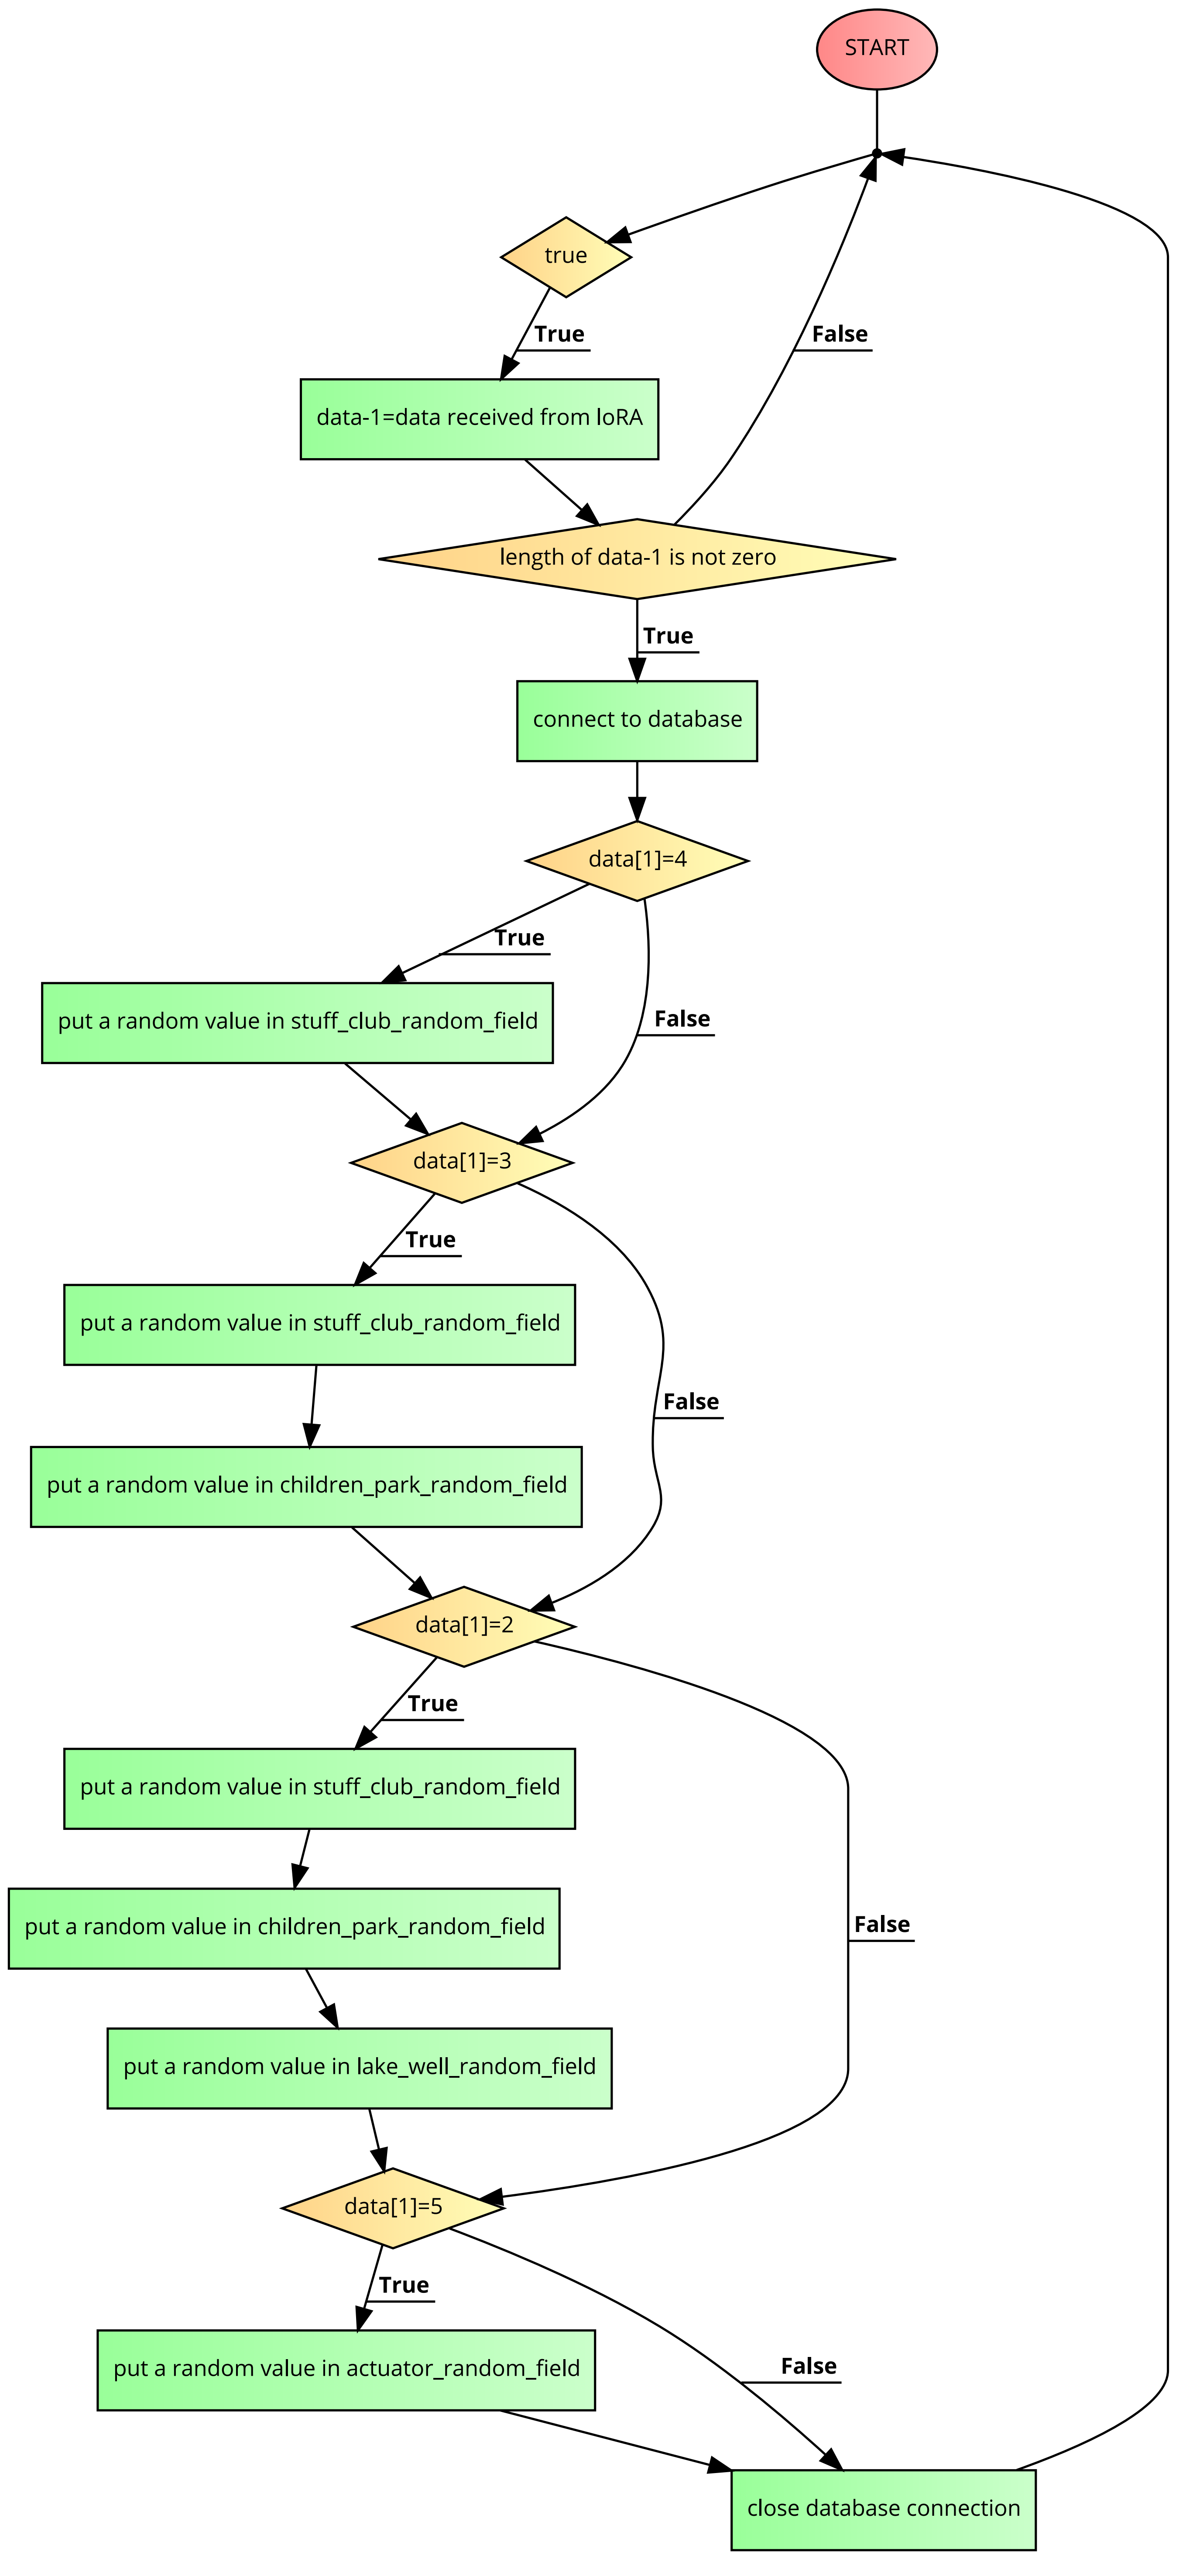 START
true
True
False
data-1=data received from loRA
length of data-1 is not zero
True
connect to database
data[1]=4
True
put a random value in stuff_club_random_field
False
data[1]=3
True
put a random value in stuff_club_random_field
False
put a random value in children_park_random_field
data[1]=2
True
put a random value in stuff_club_random_field
put a random value in children_park_random_field
False
put a random value in lake_well_random_field
data[1]=5
True
put a random value in actuator_random_field
False
close database connection